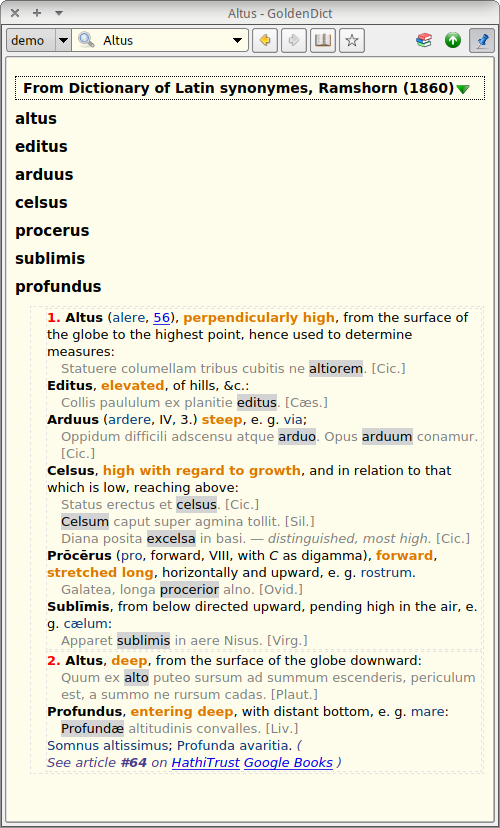 Altus - GoldenDict
demo Altus
From Dictionary of Latin synonymes, Ramshorn (1860)
altus
editus
arduus
celsus
procerus
sublimis
profundus
1. Altus (alere, 56), perpendicularly high, from the surface of
the globe to the highest point, hence used to determine
measures:
Statuere columellam tribus cubitis ne altiorem. [Cic.]
Editus, elevated, of hills, &c.:
Collis paululum ex planitie editus. [Cæs.]
Arduus (ardere, IV, 3.) steep, e. g. via;
Oppidum difficili adscensu atque arduo. Opus arduum conamur.
[Cic.]
Celsus, high with regard to growth, and in relation to that
which is low, reaching above:
Status erectus et celsus. [Cic.]
Celsum caput super agmina tollit. [Sil.]
Diana posita excelsa in basi. — distinguished, most high. [Cic.]
Prōcērus (pro, forward, VIII, with C as digamma), forward,
stretched long, horizontally and upward, e. g. rostrum.
Galatea, longa procerior alno. [Ovid.]
Sublīmis, from below directed upward, pending high in the air, e.
g. cælum:
Apparet sublimis in aere Nisus. [Virg.]
2. Altus, deep, from the surface of the globe downward:
Quum ex alto puteo sursum ad summum escenderis, periculum
est, a summo ne rursum cadas. [Plaut.]
Profundus, entering deep, with distant bottom, e. g. mare:
Profundæ altitudinis convalles. [Liv.]
Somnus altissimus; Profunda avaritia. (
See article #64 on HathiTrust Google Books )